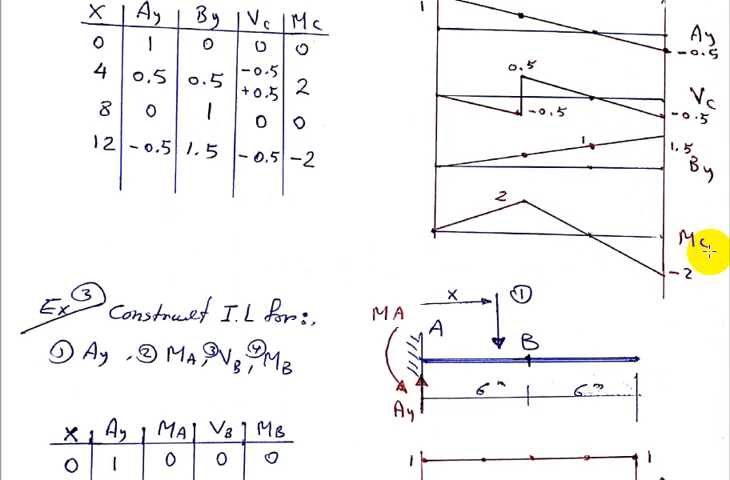 X Ay By Vc Mc
0 1 0 0 0
4 0.5 0.5 -0.5 +0.5 2
8 0 1 0 0
12 -0.5 1.5 -0.5 -2
1
Ay
-0.5
0.5
-0.5
Vc
-0.5
1
1.5
By
2
Mc
-2
Ex 3 Construct I.L for:,
1 Ay , 2 MA, 3 VB, 4 MB
X 1
MA A B
6m 6m
Ay
X Ay MA VB MB
0 1 0 0 0
1 1